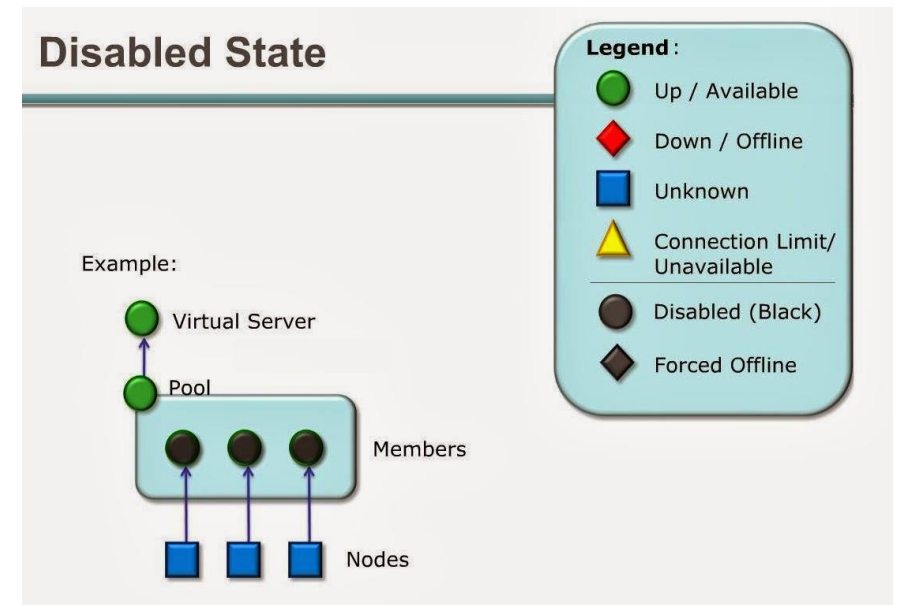 Disabled State
Legend :
Up / Available
Down / Offline
Unknown
Connection Limit/
Unavailable
Disabled (Black)
Forced Offline
Example:
Virtual Server
Pool
Members
Nodes